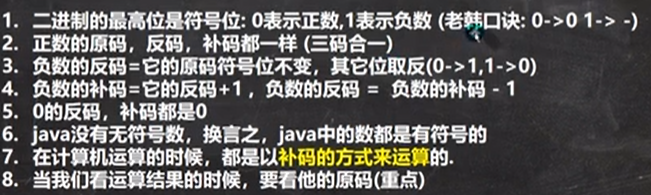 1. 二进制的最高位是符号位: 0表示正数,1表示负数 (老韩口诀: 0->0 1-> -)
2. 正数的原码，反码，补码都一样 (三码合一)
3. 负数的反码=它的原码符号位不变，其它位取反(0->1,1->0)
4. 负数的补码=它的反码+1，负数的反码 = 负数的补码 - 1
5. 0的反码，补码都是0
6. java没有无符号数，换言之，java中的数都是有符号的
7. 在计算机运算的时候，都是以补码的方式来运算的.
8. 当我们看运算结果的时候，要看他的原码(重点)